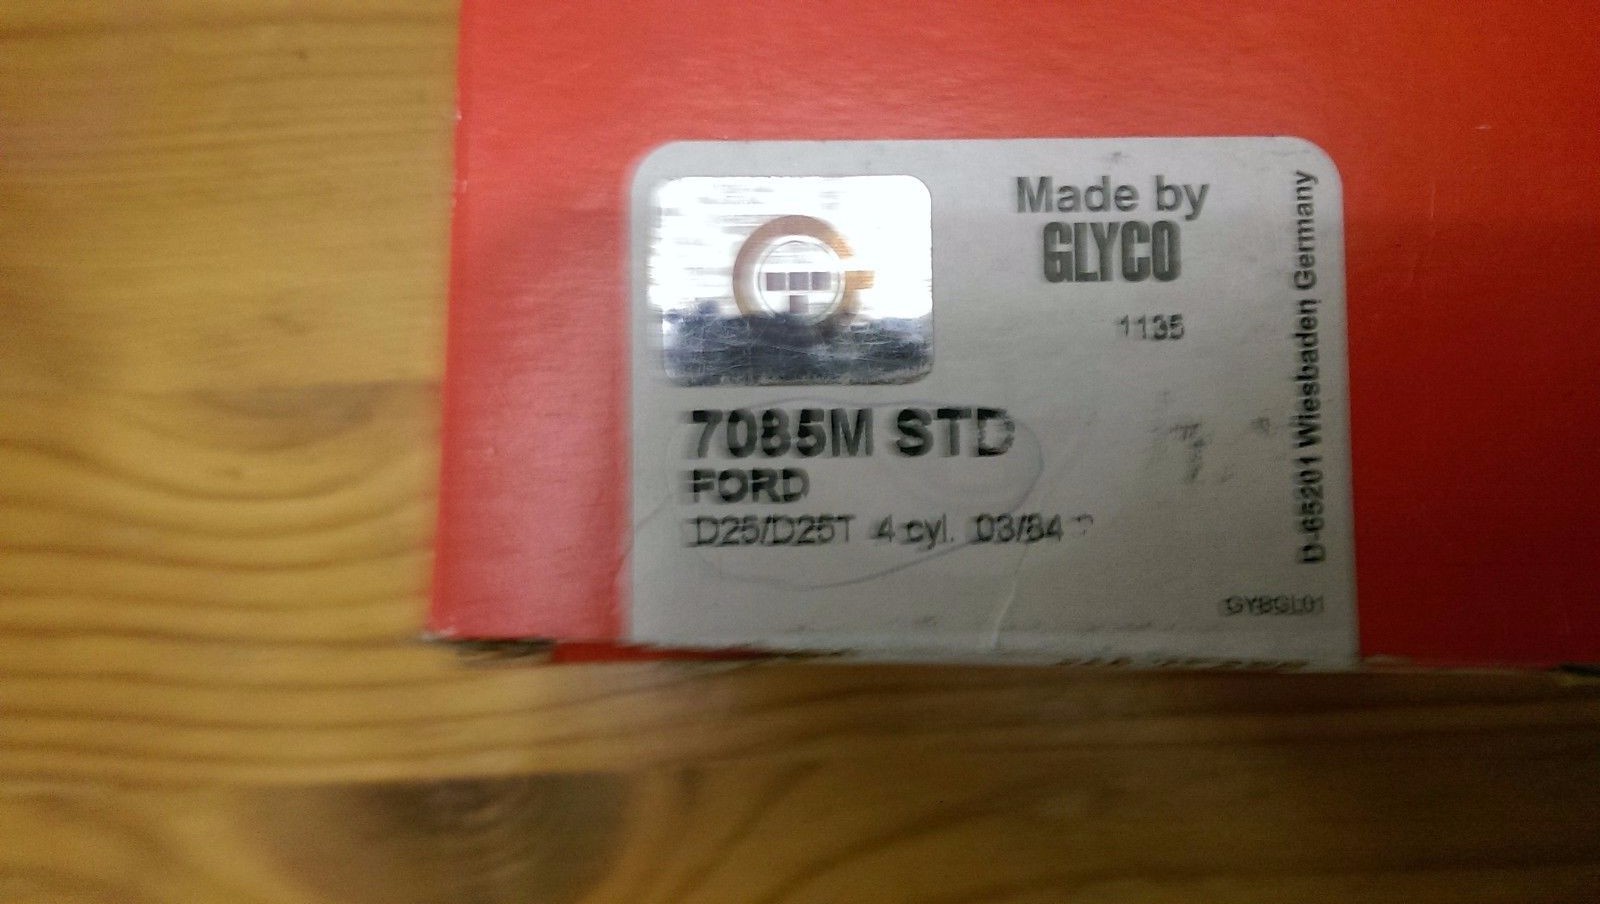 Made by
GLYCO
1135
7085M STD
FORD
D25/D25T 4 cyl. 03/84
GYBGL01
D-65201 Wiesbaden Germany